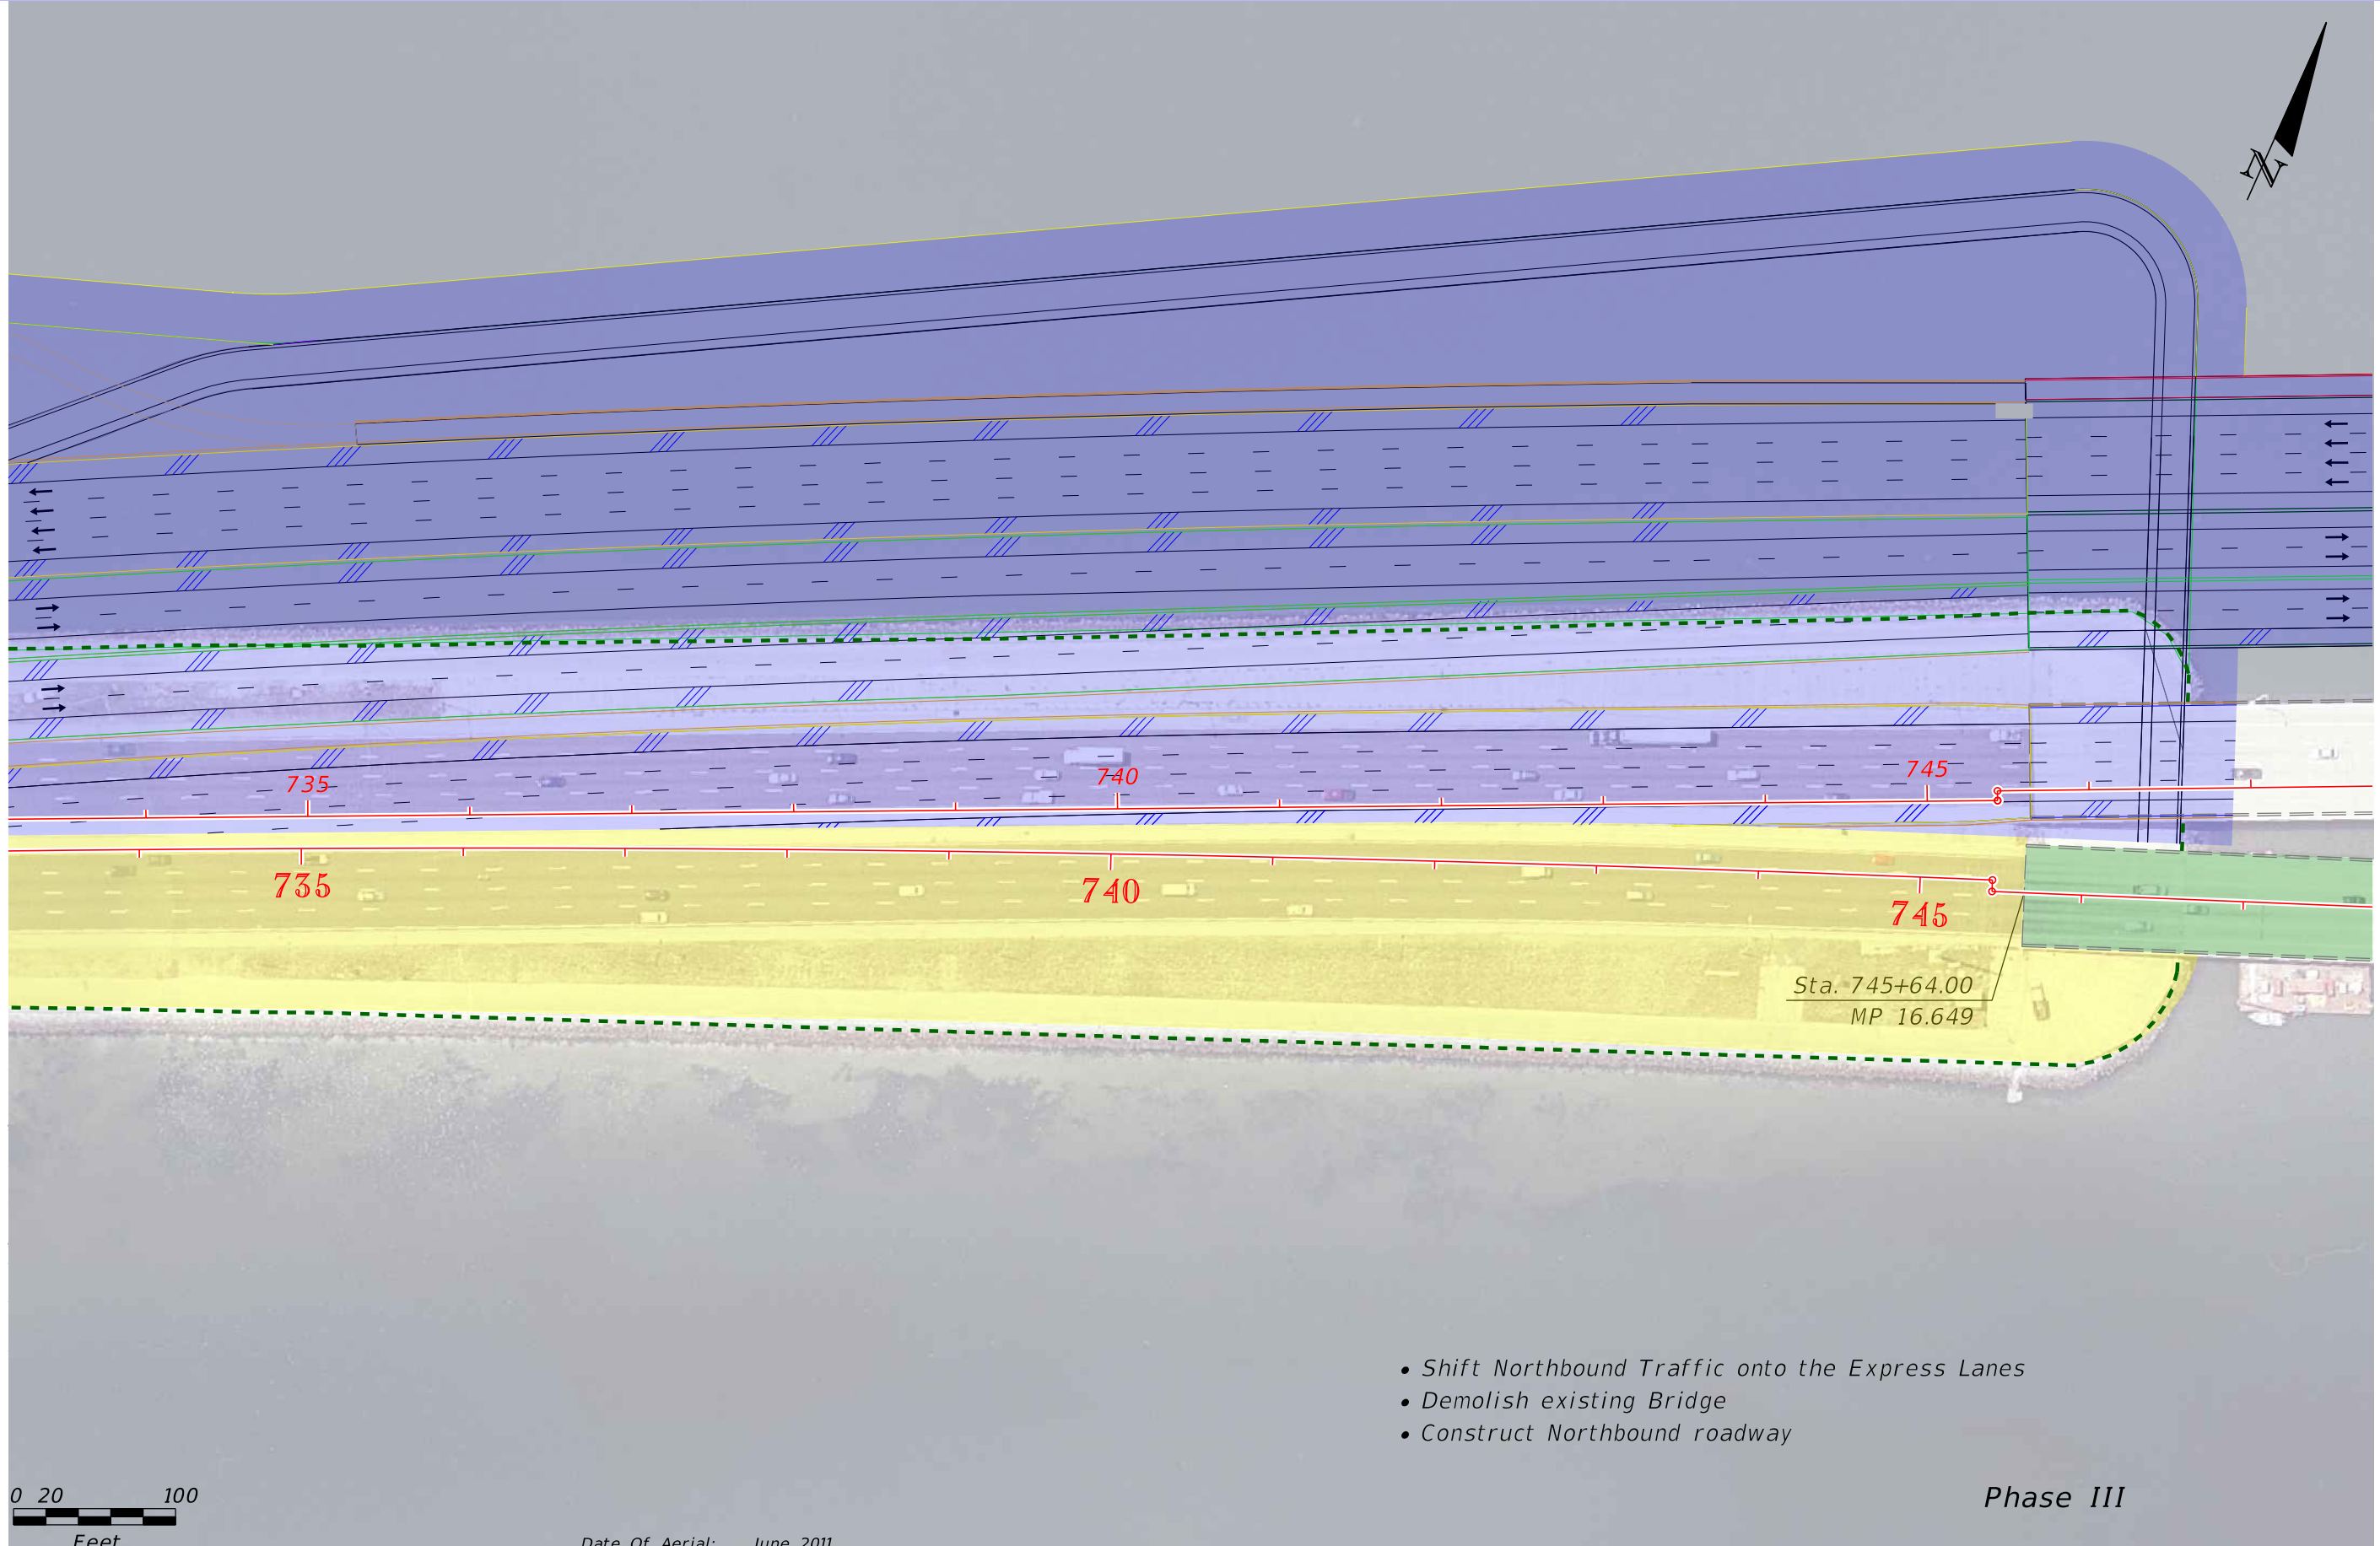 N
735
740
745
735
740
745
Sta. 745+64.00
MP 16.649
• Shift Northbound Traffic onto the Express Lanes
• Demolish existing Bridge
• Construct Northbound roadway
0 20 100
Feet
Phase III
Date Of Aerial: June 2011